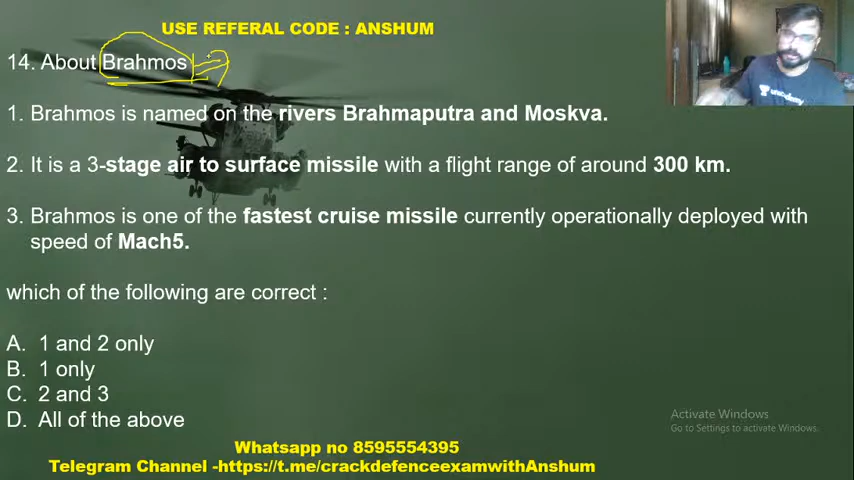 USE REFERAL CODE : ANSHUM
14. About Brahmos
1. Brahmos is named on the rivers Brahmaputra and Moskva.
2. It is a 3-stage air to surface missile with a flight range of around 300 km.
3. Brahmos is one of the fastest cruise missile currently operationally deployed with
speed of Mach5.
which of the following are correct :
A. 1 and 2 only
B. 1 only
C. 2 and 3
D. All of the above
Activate Windows
Go to Settings to activate Windows.
Whatsapp no 8595554395
Telegram Channel -https://t.me/crackdefenceexamwithAnshum
unacademy